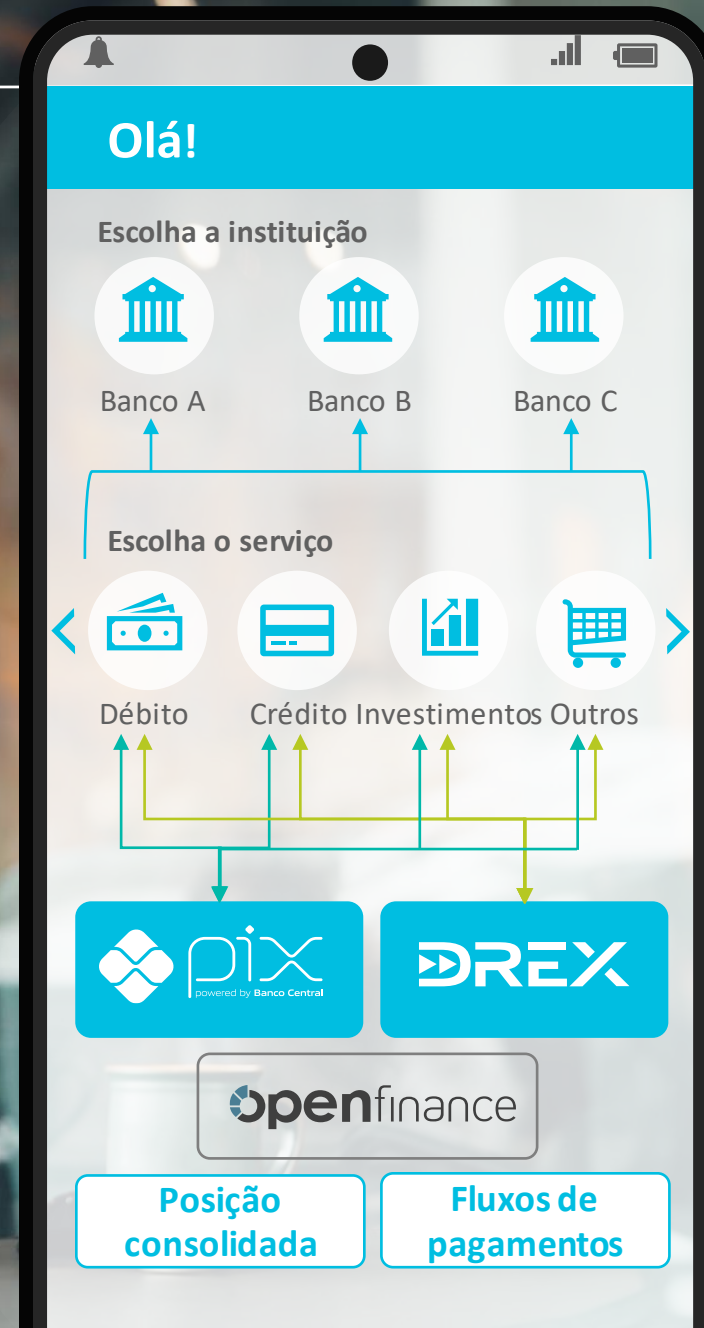 Olá!
Escolha a instituição
Banco A
Banco B
Banco C
Escolha o serviço
Débito
Crédito
Investimentos
Outros
pix
powered by Banco Central
DREX
openfinance
Posição
consolidada
Fluxos de
pagamentos